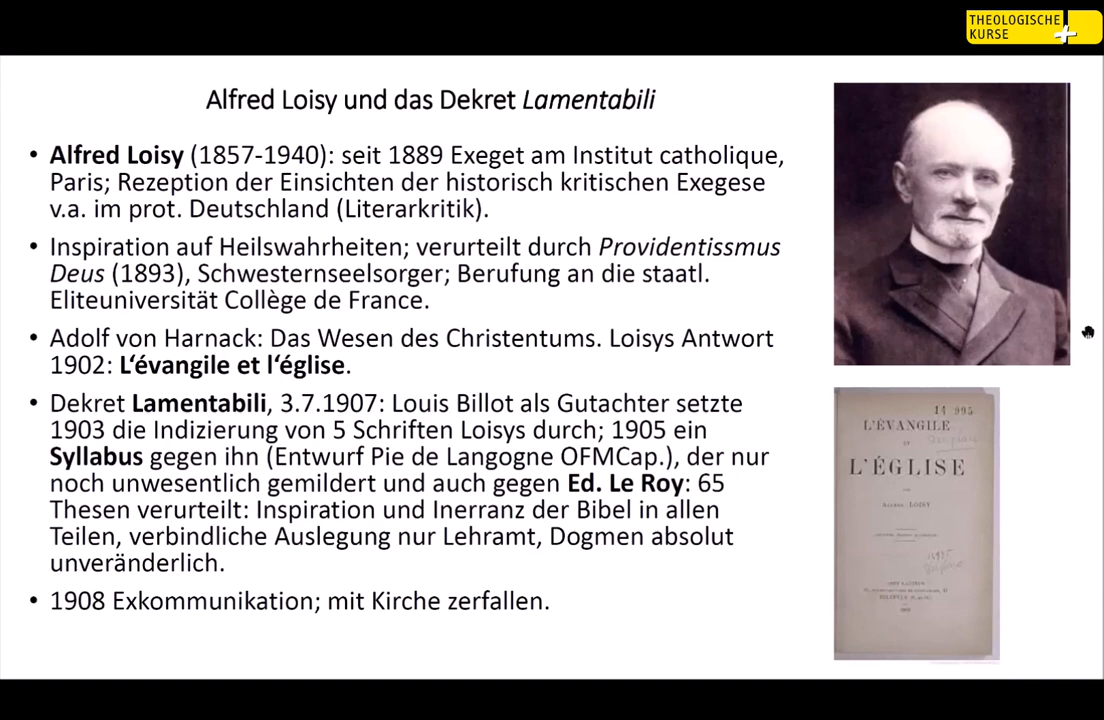 THEOLOGISCHE
KURSE
Alfred Loisy und das Dekret Lamentabili
• Alfred Loisy (1857-1940): seit 1889 Exeget am Institut catholique,
Paris; Rezeption der Einsichten der historisch kritischen Exegese
v.a. im prot. Deutschland (Literarkritik).
• Inspiration auf Heilswahrheiten; verurteilt durch Providentissmus
Deus (1893), Schwesternseelsorger; Berufung an die staatl.
Eliteuniversität Collège de France.
• Adolf von Harnack: Das Wesen des Christentums. Loisys Antwort
1902: L‘évangile et l‘église.
• Dekret Lamentabili, 3.7.1907: Louis Billot als Gutachter setzte
1903 die Indizierung von 5 Schriften Loisys durch; 1905 ein
Syllabus gegen ihn (Entwurf Pie de Langogne OFMCap.), der nur
noch unwesentlich gemildert und auch gegen Ed. Le Roy: 65
Thesen verurteilt: Inspiration und Inerranz der Bibel in allen
Teilen, verbindliche Auslegung nur Lehramt, Dogmen absolut
unveränderlich.
• 1908 Exkommunikation; mit Kirche zerfallen.
14 995
L'ÉVANGILE
L'ÉGLISE
Alfred LOISY